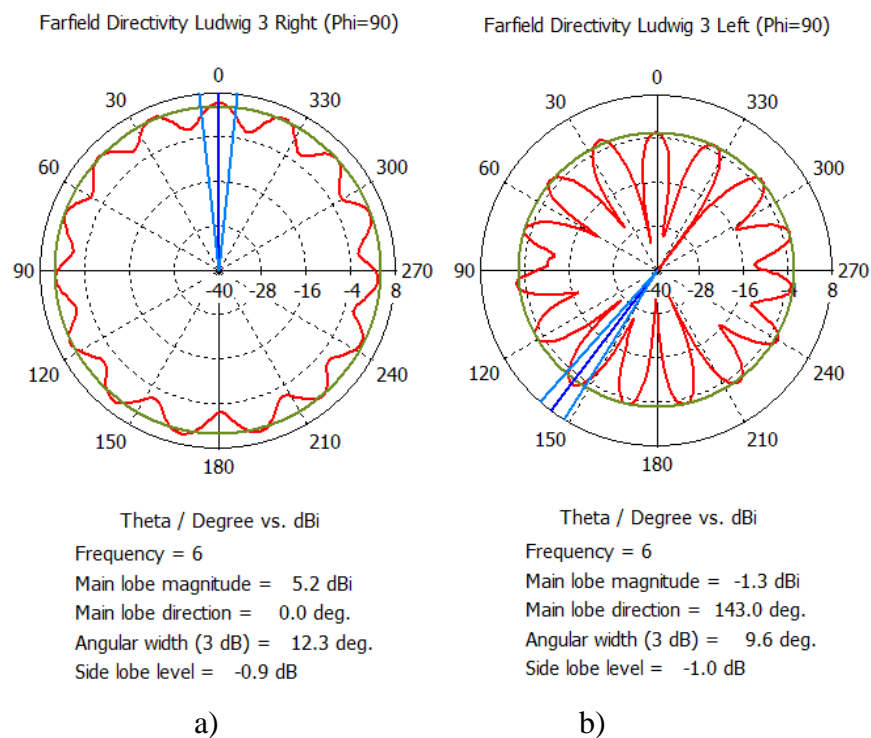 Farfield Directivity Ludwig 3 Right (Phi=90)
0
30 330
60 300
90 -40 -28 -16 -4 8 270
120 240
150 210
180
Theta / Degree vs. dBi
Frequency = 6
Main lobe magnitude = 5.2 dBi
Main lobe direction = 0.0 deg.
Angular width (3 dB) = 12.3 deg.
Side lobe level = -0.9 dB
a)
Farfield Directivity Ludwig 3 Left (Phi=90)
0
30 330
60 300
90 -40 -28 -16 -4 8 270
120 240
150 210
180
Theta / Degree vs. dBi
Frequency = 6
Main lobe magnitude = -1.3 dBi
Main lobe direction = 143.0 deg.
Angular width (3 dB) = 9.6 deg.
Side lobe level = -1.0 dB
b)